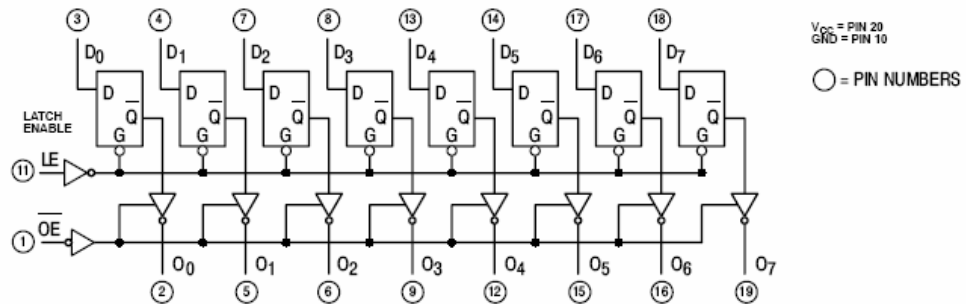 3 4 7 8 13 14 17 18
V_CC = PIN 20
GND = PIN 10
D0 D1 D2 D3 D4 D5 D6 D7
○ = PIN NUMBERS
D D D D D D D D
Q̅ Q̅ Q̅ Q̅ Q̅ Q̅ Q̅ Q̅
LATCH
ENABLE
G G G G G G G G
11 LE
1 O̅E̅
O0 O1 O2 O3 O4 O5 O6 O7
2 5 6 9 12 15 16 19